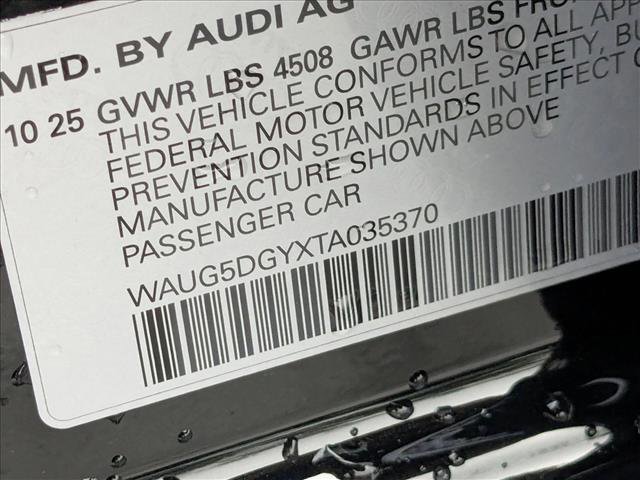 MFD. BY AUDI AG
10 25 GVWR LBS 4508 GAWR LBS
THIS VEHICLE CONFORMS TO ALL
FEDERAL MOTOR VEHICLE SAFETY,
PREVENTION STANDARDS IN EFFECT
MANUFACTURE SHOWN ABOVE
PASSENGER CAR
WAUG5DGYXTA035370